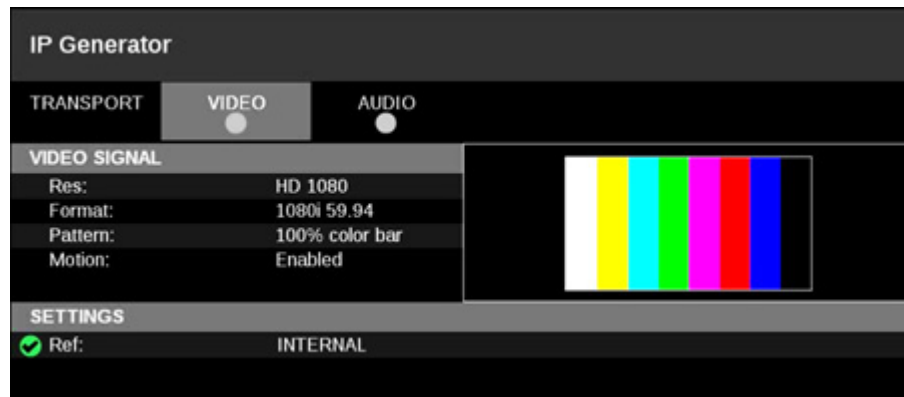 IP Generator
TRANSPORT VIDEO AUDIO
VIDEO SIGNAL
Res: HD 1080
Format: 1080i 59.94
Pattern: 100% color bar
Motion: Enabled
SETTINGS
Ref: INTERNAL